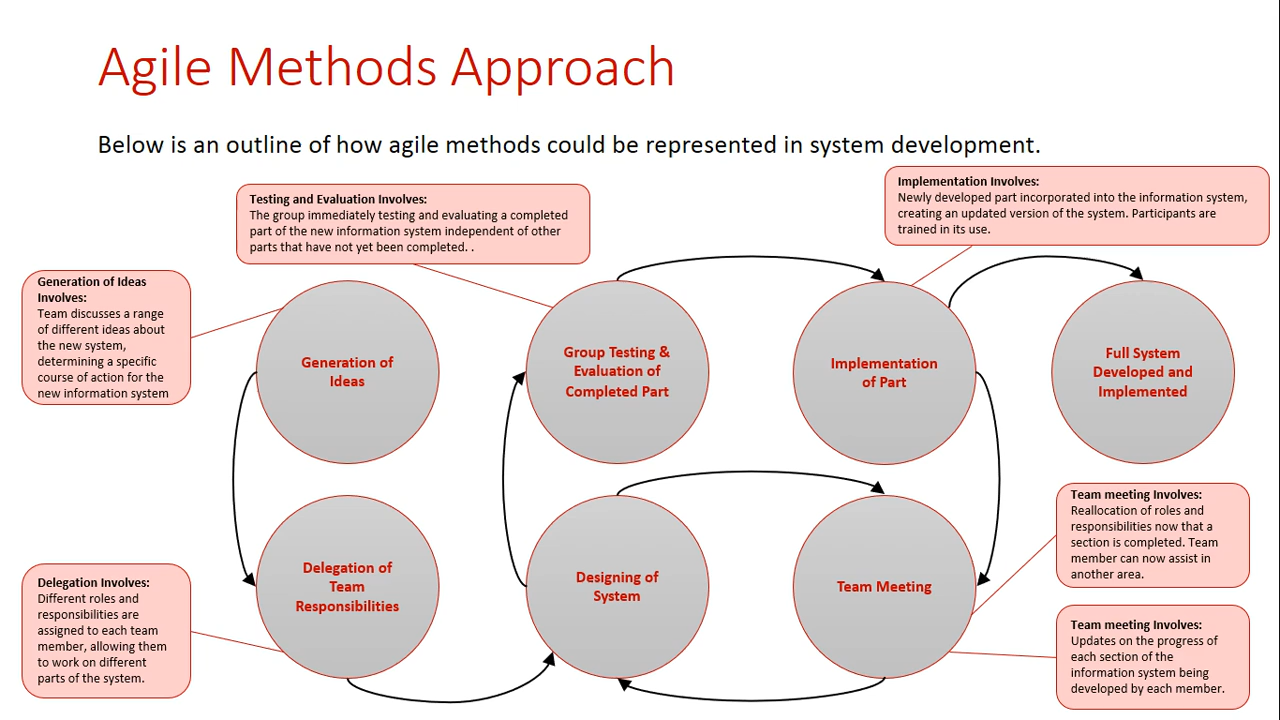 Agile Methods Approach
Below is an outline of how agile methods could be represented in system development.
Testing and Evaluation Involves:
The group immediately testing and evaluating a completed
part of the new information system independent of other
parts that have not yet been completed. .
Implementation Involves:
Newly developed part incorporated into the information system,
creating an updated version of the system. Participants are
trained in its use.
Generation of Ideas
Involves:
Team discusses a range
of different ideas about
the new system,
determining a specific
course of action for the
new information system
Generation of
Ideas
Group Testing &
Evaluation of
Completed Part
Implementation
of Part
Full System
Developed and
Implemented
Delegation Involves:
Different roles and
responsibilities are
assigned to each team
member, allowing them
to work on different
parts of the system.
Delegation of
Team
Responsibilities
Designing of
System
Team Meeting
Team meeting Involves:
Reallocation of roles and
responsibilities now that a
section is completed. Team
member can now assist in
another area.
Team meeting Involves:
Updates on the progress of
each section of the
information system being
developed by each member.